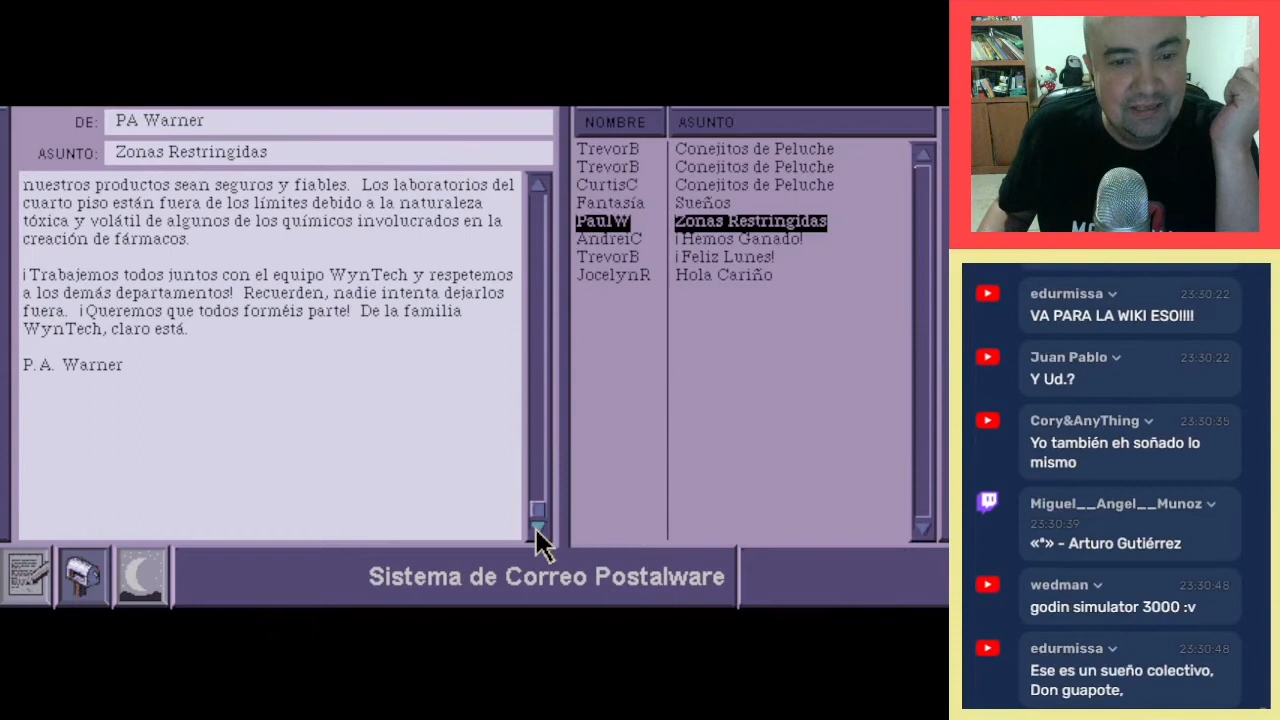 DE: PA Warner
ASUNTO: Zonas Restringidas
nuestros productos sean seguros y fiables. Los laboratorios del
cuarto piso están fuera de los límites debido a la naturaleza
tóxica y volátil de algunos de los químicos involucrados en la
creación de fármacos.
¡Trabajemos todos juntos con el equipo WynTech y respetemos
a los demás departamentos! Recuerden, nadie intenta dejarlos
fuera. ¡Queremos que todos forméis parte! De la familia
WynTech, claro está.
P.A. Warner
NOMBRE ASUNTO
TrevorB Conejitos de Peluche
TrevorB Conejitos de Peluche
CurtisC Conejitos de Peluche
Fantasía Sueños
PaulW Zonas Restringidas
AndreiC ¡Hemos Ganado!
TrevorB ¡Feliz Lunes!
JocelynR Hola Cariño
Sistema de Correo Postalware
edurmissa 23:30:22
VA PARA LA WIKI ESO!!!!
Juan Pablo 23:30:22
Y Ud.?
Cory&AnyThing 23:30:35
Yo también eh soñado lo
mismo
Miguel__Angel__Munoz
23:30:39
«*» - Arturo Gutiérrez
wedman 23:30:48
godin simulator 3000 :v
edurmissa 23:30:48
Ese es un sueño colectivo,
Don guapote,